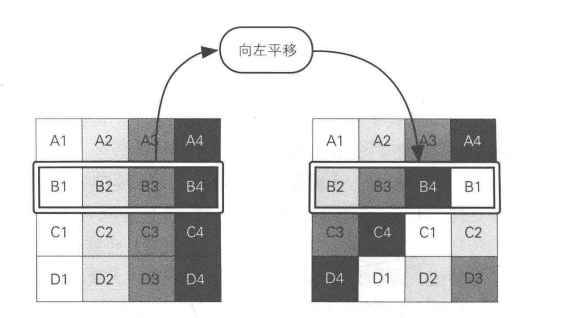 向左平移
A1 A2 A3 A4 A1 A2 A3 A4
B1 B2 B3 B4 B2 B3 B4 B1
C1 C2 C3 C4 C3 C4 C1 C2
D1 D2 D3 D4 D4 D1 D2 D3